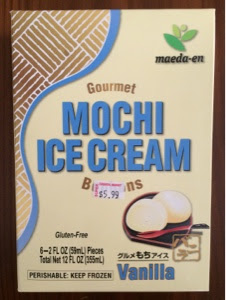 maeda-en
Gourmet
MOCHI
ICE CREAM
$5.99
Gluten-Free
6–2 FL OZ (59mL) Pieces
Total Net 12 FL OZ (355mL)
グルメもちアイス
PERISHABLE: KEEP FROZEN
Vanilla